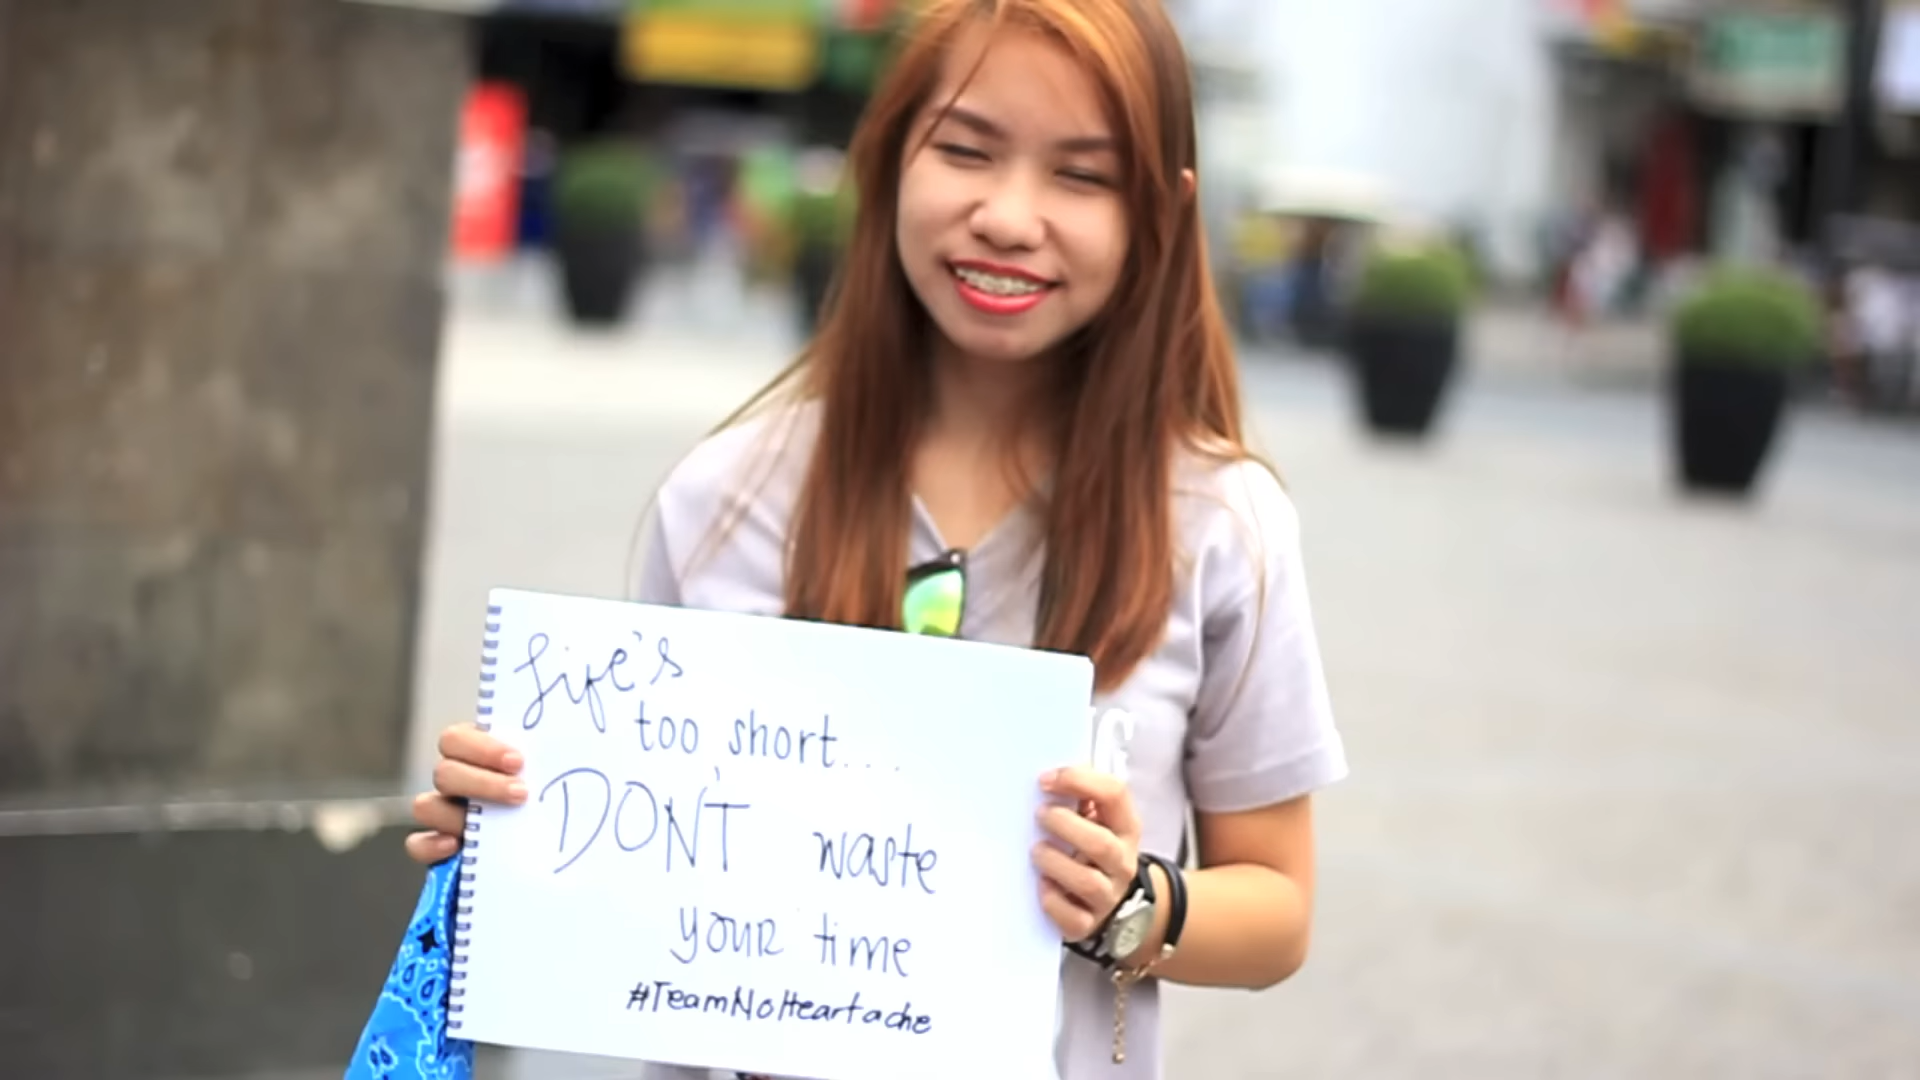 Life's
too short...
DON'T waste
your time
#TeamNoHeartache